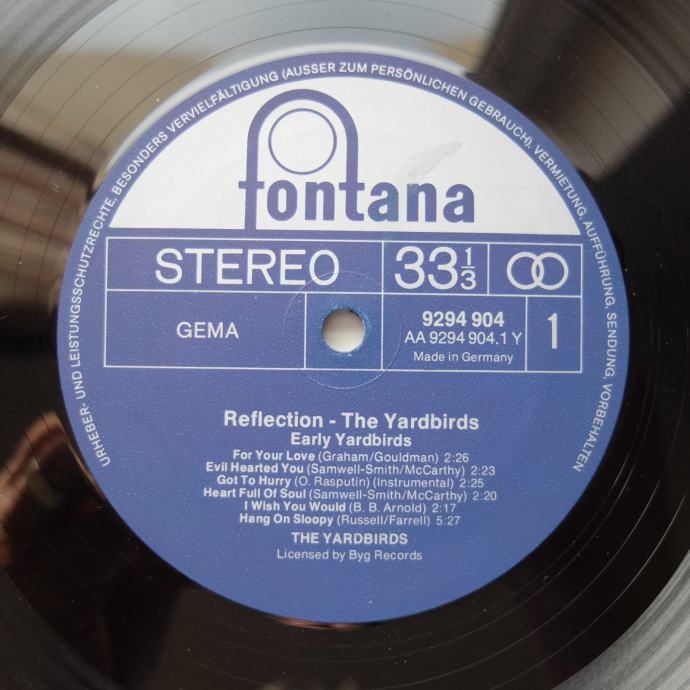 URHEBER- UND LEISTUNGSSCHUTZRECHTE, BESONDERS VERVIELFÄLTIGUNG (AUSSER ZUM PERSÖNLICHEN GEBRAUCH), VERMIETUNG, AUFFÜHRUNG, SENDUNG, VORBEHALTEN
fontana
STEREO 33 1/3
GEMA
9294 904
AA 9294 904.1 Y
Made in Germany
1
Reflection - The Yardbirds
Early Yardbirds
For Your Love (Graham/Gouldman) 2:26
Evil Hearted You (Samwell-Smith/McCarthy) 2:23
Got To Hurry (O. Rasputin) (Instrumental) 2:25
Heart Full Of Soul (Samwell-Smith/McCarthy) 2:20
I Wish You Would (B. B. Arnold) 2:17
Hang On Sloopy (Russell/Farrell) 5:27
THE YARDBIRDS
Licensed by Byg Records